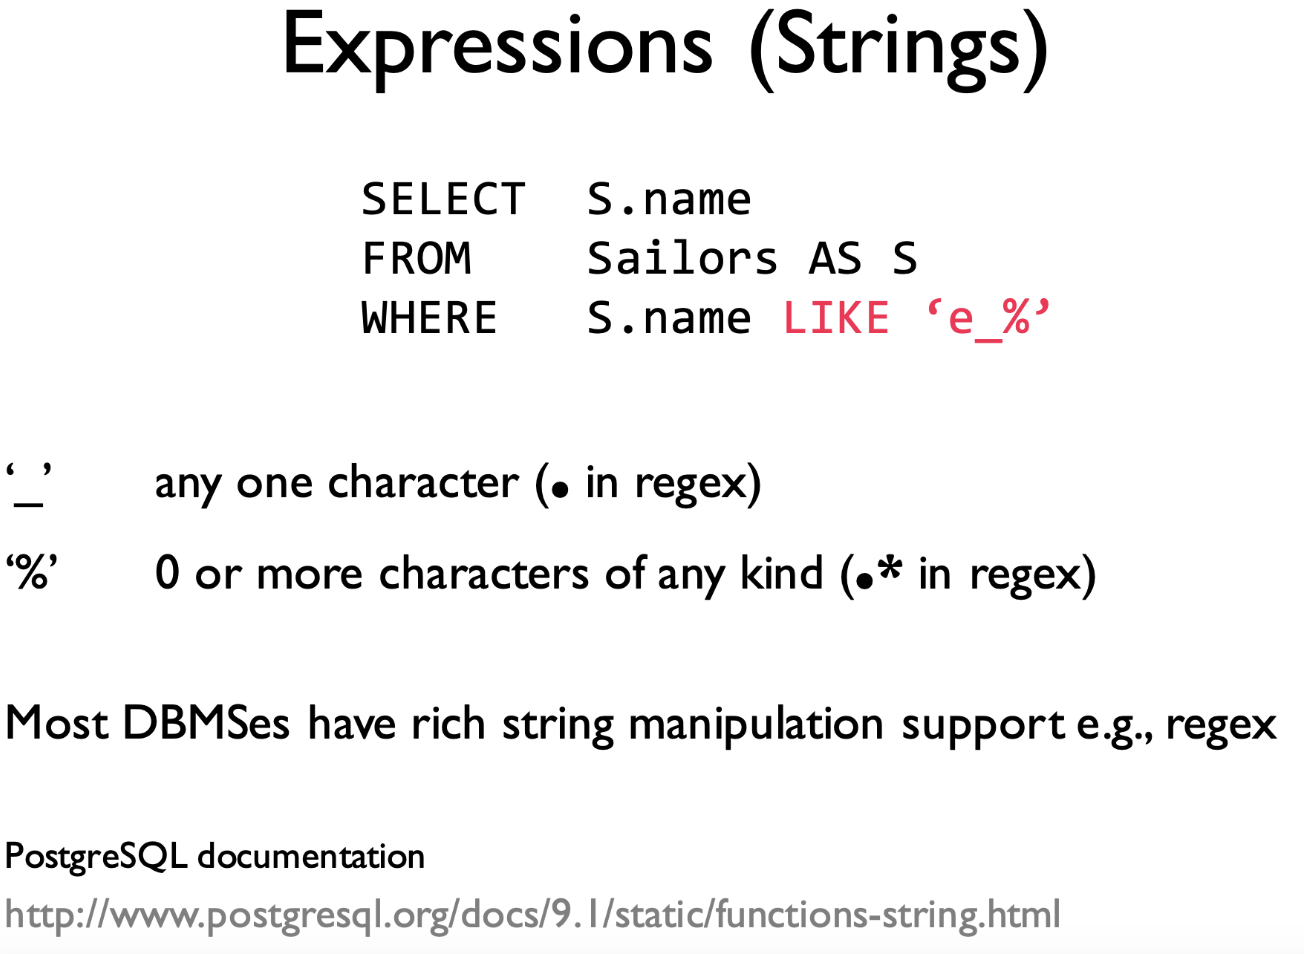 Expressions (Strings)
SELECT S.name
FROM Sailors AS S
WHERE S.name LIKE ‘e_%’
‘_’ any one character (. in regex)
‘%’ 0 or more characters of any kind (.* in regex)
Most DBMSes have rich string manipulation support e.g., regex
PostgreSQL documentation
http://www.postgresql.org/docs/9.1/static/functions-string.html